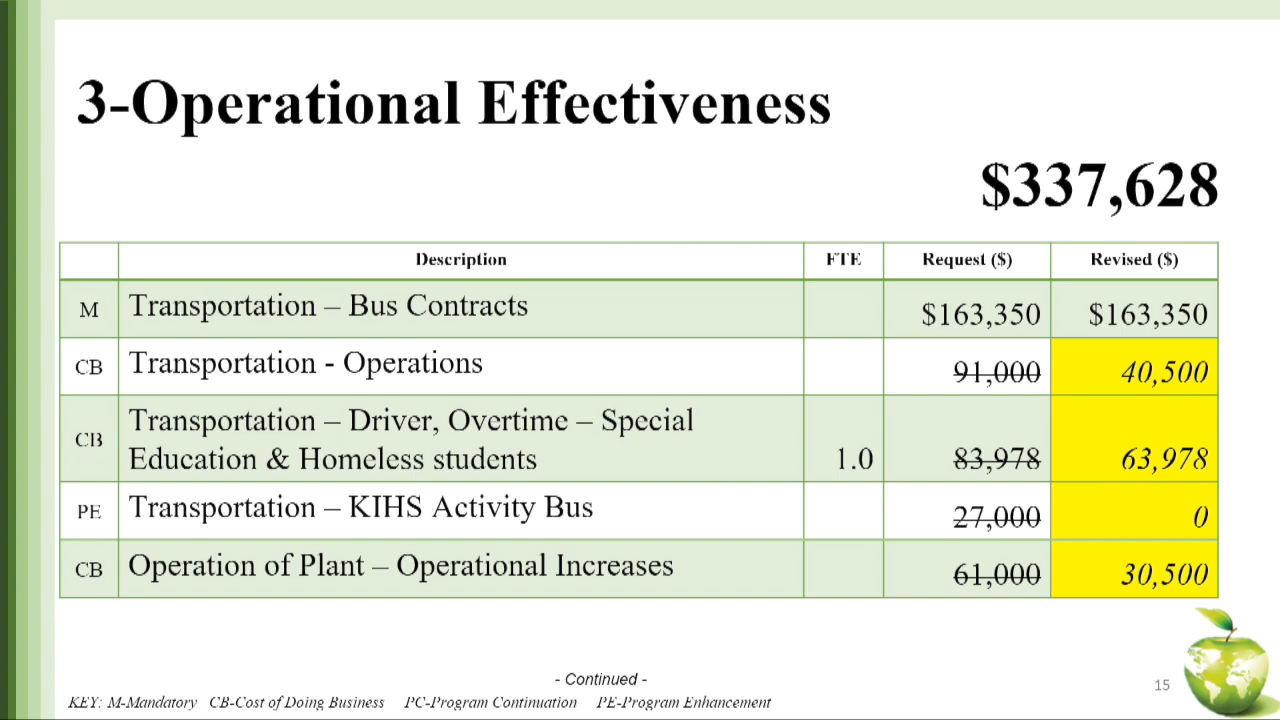 3-Operational Effectiveness
$337,628
Description FTE Request ($) Revised ($)
M Transportation – Bus Contracts $163,350 $163,350
CB Transportation - Operations 91,000 40,500
CB Transportation – Driver, Overtime – Special
Education & Homeless students 1.0 83,978 63,978
PE Transportation – KIHS Activity Bus 27,000 0
CB Operation of Plant – Operational Increases 61,000 30,500
- Continued -
15
KEY: M-Mandatory CB-Cost of Doing Business PC-Program Continuation PE-Program Enhancement